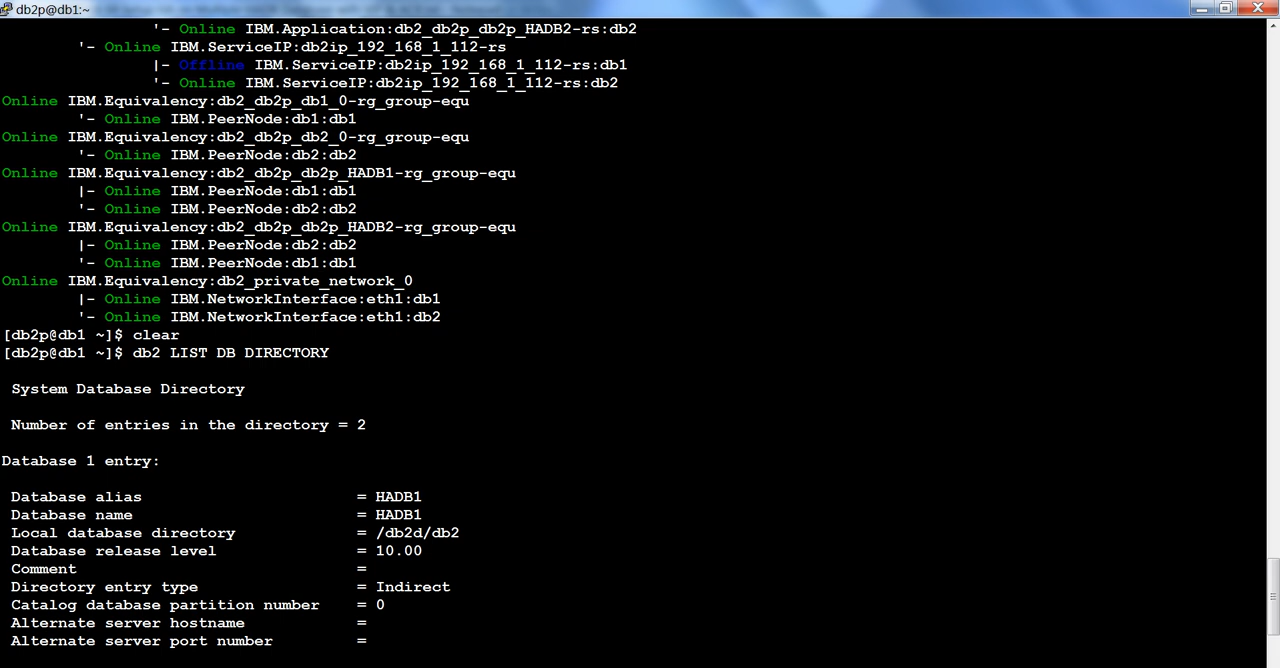 db2p@db1:~
'- Online IBM.Application:db2_db2p_db2p_HADB2-rs:db2
'- Online IBM.ServiceIP:db2ip_192_168_1_112-rs
|- Offline IBM.ServiceIP:db2ip_192_168_1_112-rs:db1
'- Online IBM.ServiceIP:db2ip_192_168_1_112-rs:db2
Online IBM.Equivalency:db2_db2p_db1_0-rg_group-equ
'- Online IBM.PeerNode:db1:db1
Online IBM.Equivalency:db2_db2p_db2_0-rg_group-equ
'- Online IBM.PeerNode:db2:db2
Online IBM.Equivalency:db2_db2p_db2p_HADB1-rg_group-equ
|- Online IBM.PeerNode:db1:db1
'- Online IBM.PeerNode:db2:db2
Online IBM.Equivalency:db2_db2p_db2p_HADB2-rg_group-equ
|- Online IBM.PeerNode:db2:db2
'- Online IBM.PeerNode:db1:db1
Online IBM.Equivalency:db2_private_network_0
|- Online IBM.NetworkInterface:eth1:db1
'- Online IBM.NetworkInterface:eth1:db2
[db2p@db1 ~]$ clear
[db2p@db1 ~]$ db2 LIST DB DIRECTORY
System Database Directory
Number of entries in the directory = 2
Database 1 entry:
Database alias = HADB1
Database name = HADB1
Local database directory = /db2d/db2
Database release level = 10.00
Comment =
Directory entry type = Indirect
Catalog database partition number = 0
Alternate server hostname =
Alternate server port number =